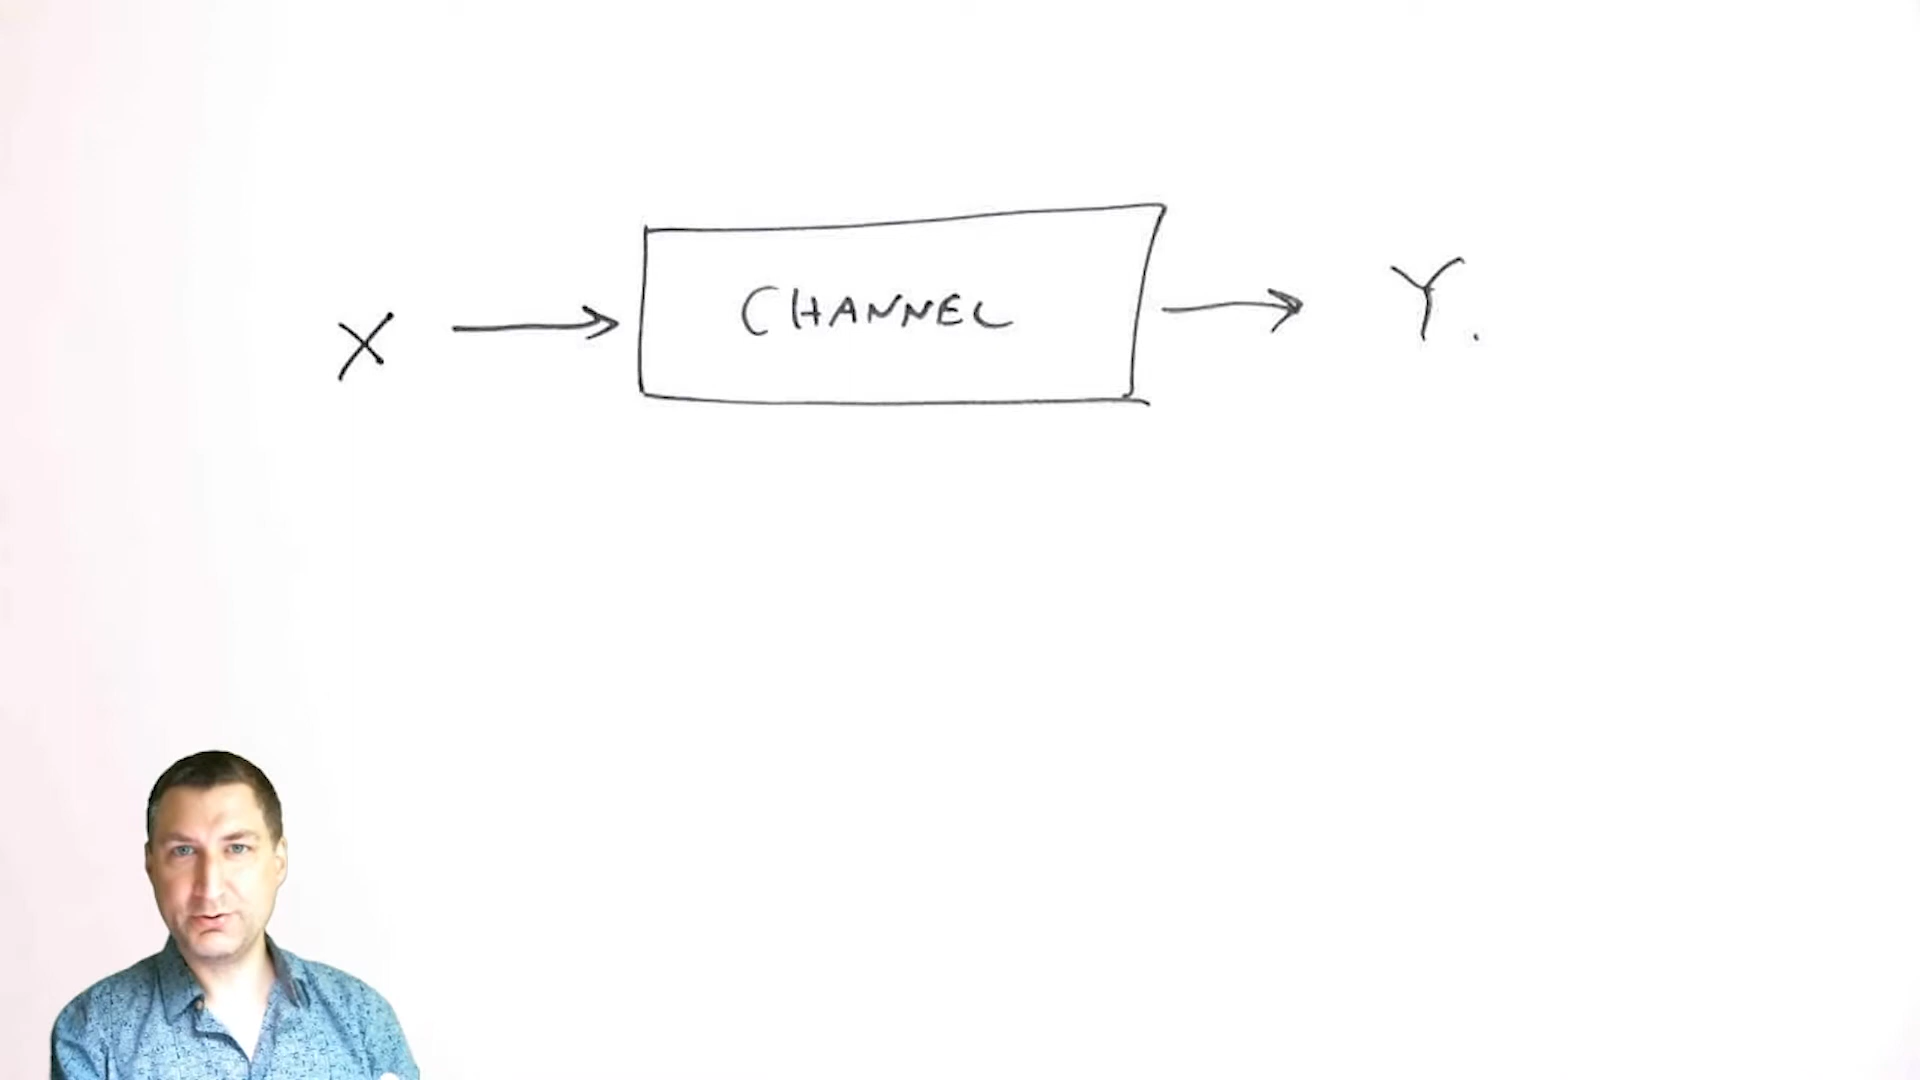 X → CHANNEL → Y.